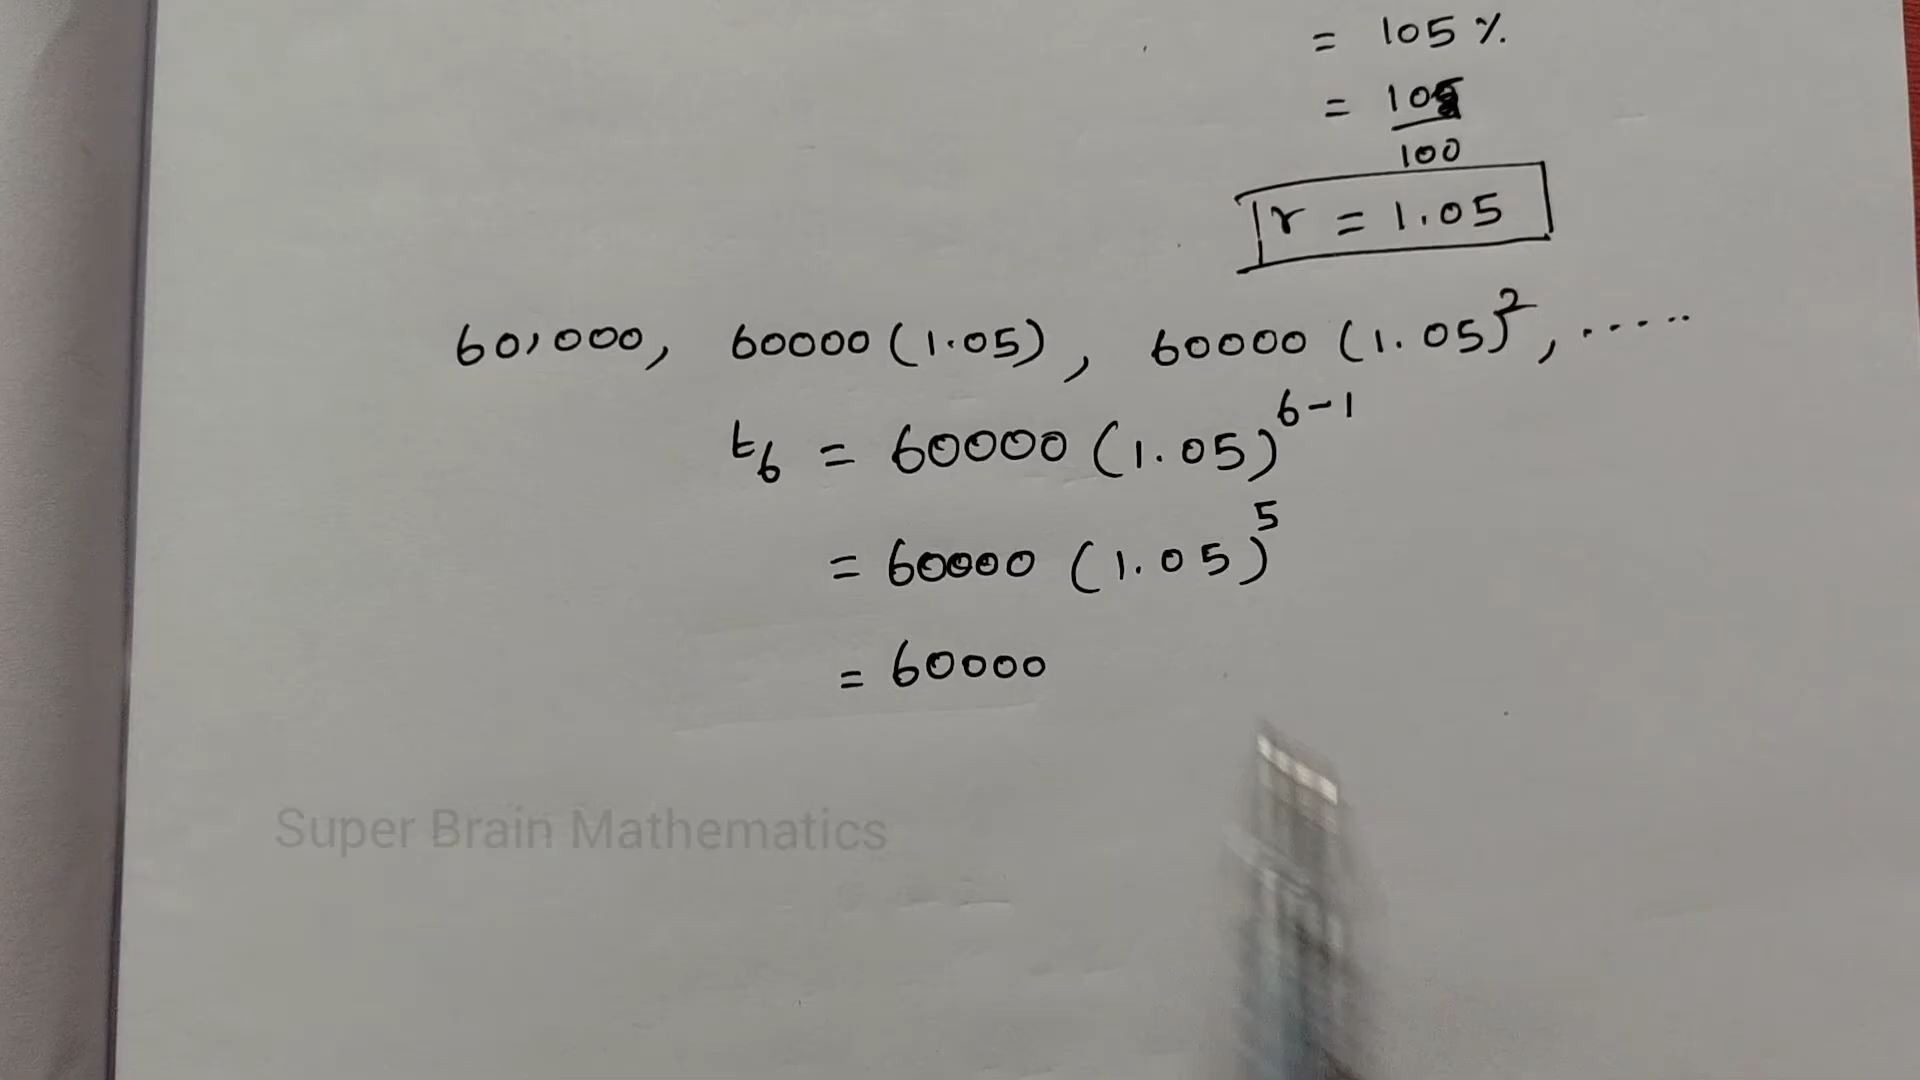 = 105 %
= 105
100
r = 1.05
60,000, 60000 (1.05), 60000 (1.05)², .....
t₆ = 60000 (1.05)⁶⁻¹
= 60000 (1.05)⁵
= 60000
Super Brain Mathematics